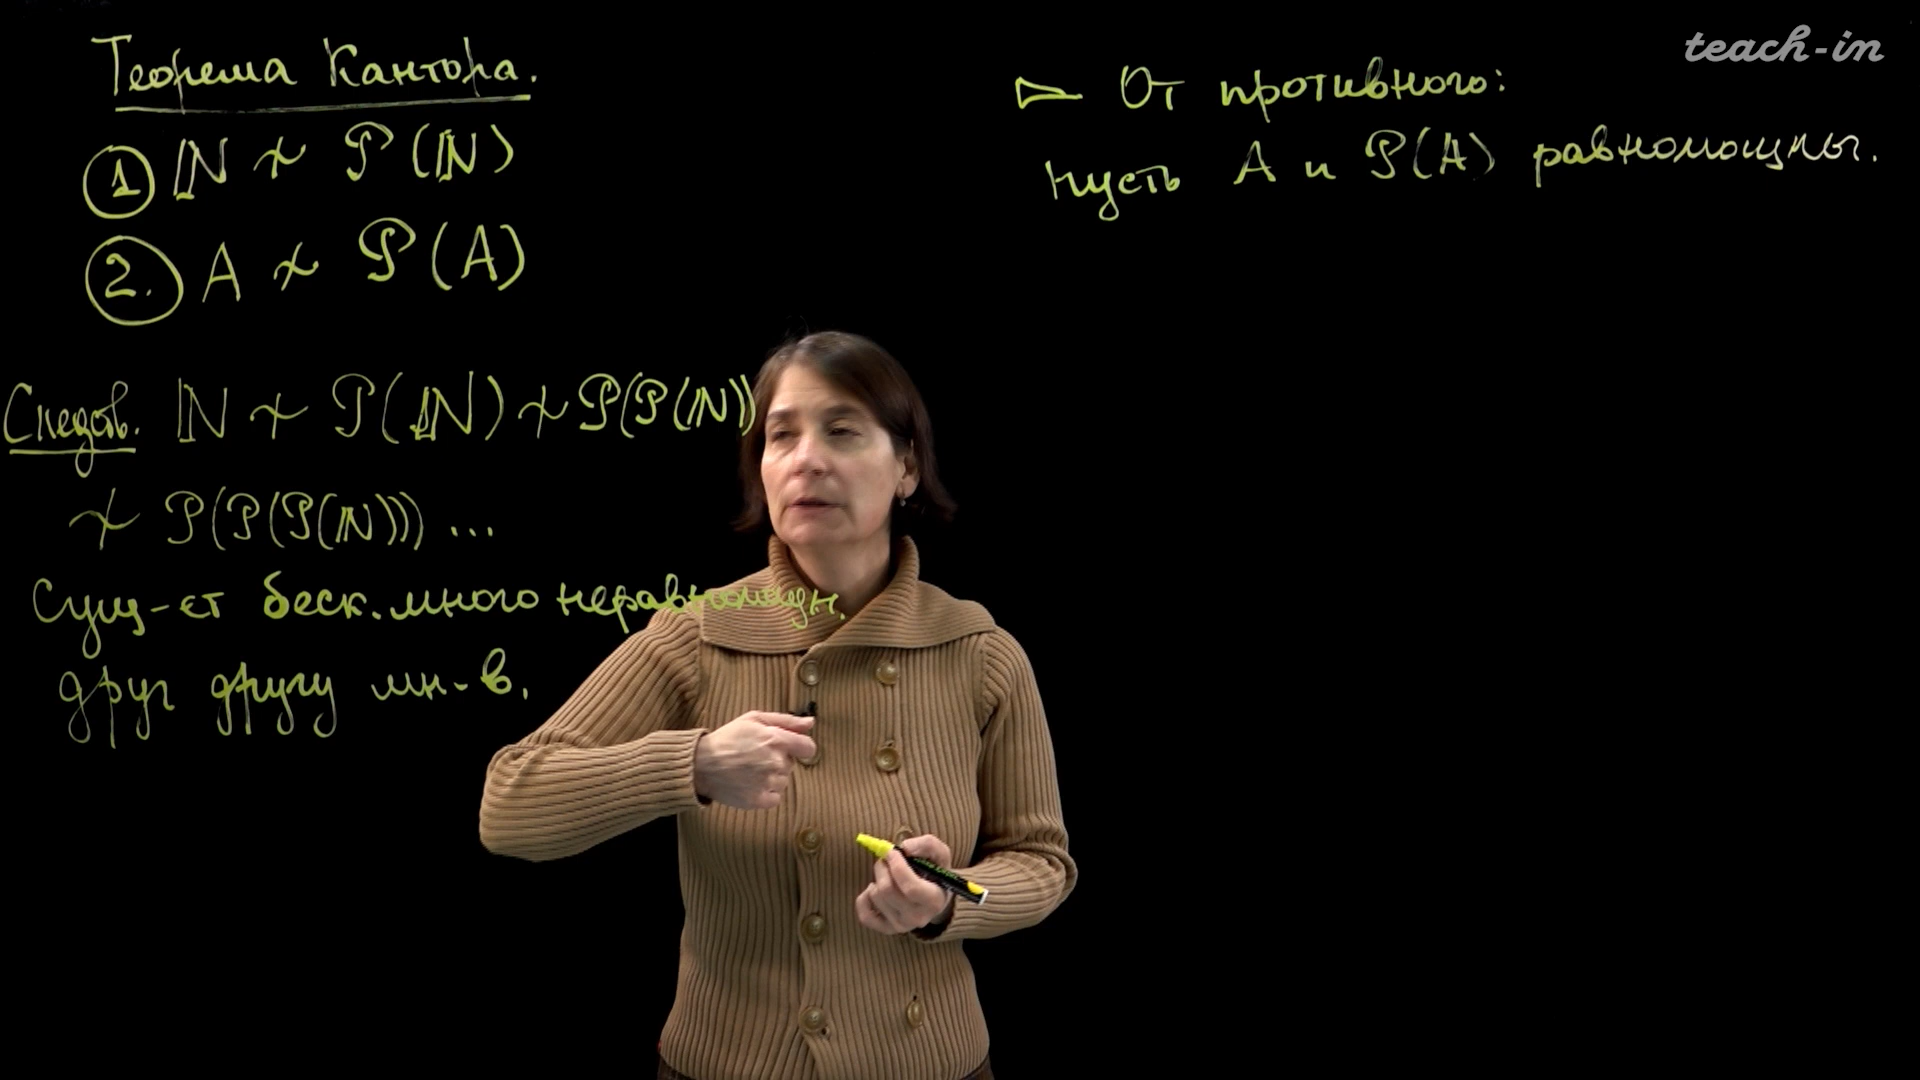 Теорема Кантора.
① ℕ ≁ 𝒫(ℕ)
②. A ≁ 𝒫(A)
Следств. ℕ ≁ 𝒫(ℕ) ≁ 𝒫(𝒫(ℕ))
≁ 𝒫(𝒫(𝒫(ℕ))) ...
Сущ-ет беск. много неравномощн.
друг другу мн-в.
teach-in
▻ От противного:
Пусть A и 𝒫(A) равномощны.